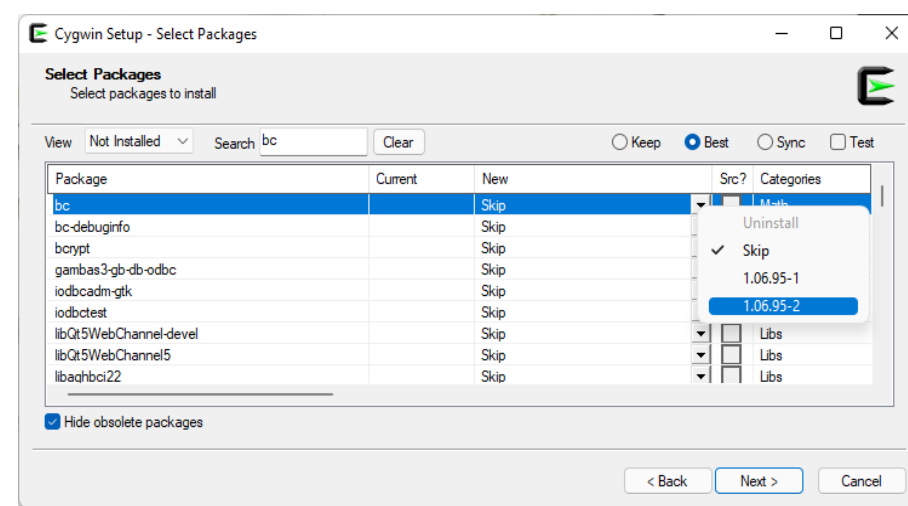 Cygwin Setup - Select Packages
Select Packages
Select packages to install
View Not Installed Search bc Clear Keep Best Sync Test
Package Current New Src? Categories
bc Skip Math
bc-debuginfo Skip
bcrypt Skip
gambas3-gb-db-odbc Skip
iodbcadm-gtk Skip
iodbctest Skip
libQt5WebChannel-devel Skip Libs
libQt5WebChannel5 Skip Libs
libaghbci22 Skip Libs
Uninstall
Skip
1.06.95-1
1.06.95-2
Hide obsolete packages
< Back Next > Cancel